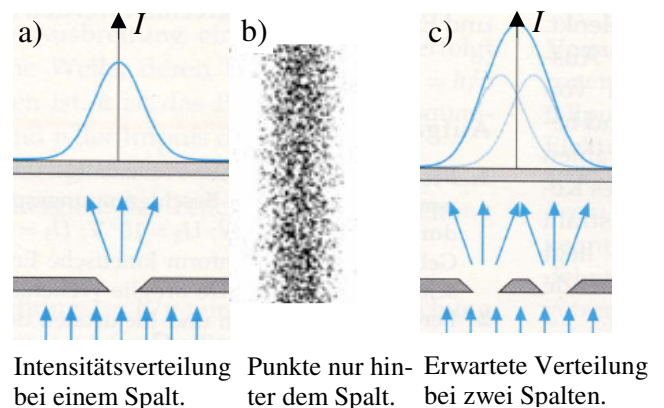 a)
I
b)
c)
I
Intensitätsverteilung
bei einem Spalt.
Punkte nur hin-
ter dem Spalt.
Erwartete Verteilung
bei zwei Spalten.